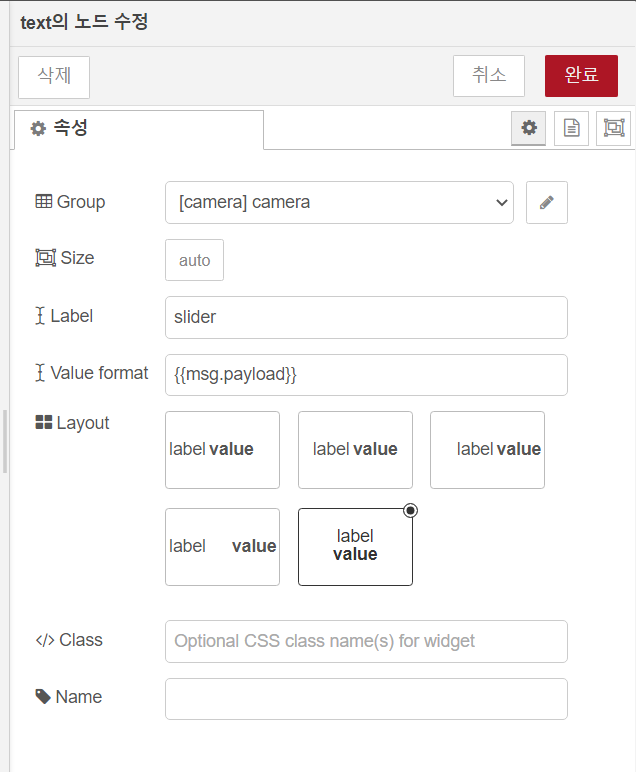 text의 노드 수정
삭제
취소
완료
속성
Group
[camera] camera
Size
auto
Label
slider
Value format
{{msg.payload}}
Layout
label value
label value
label value
label value
label
value
Class
Optional CSS class name(s) for widget
Name